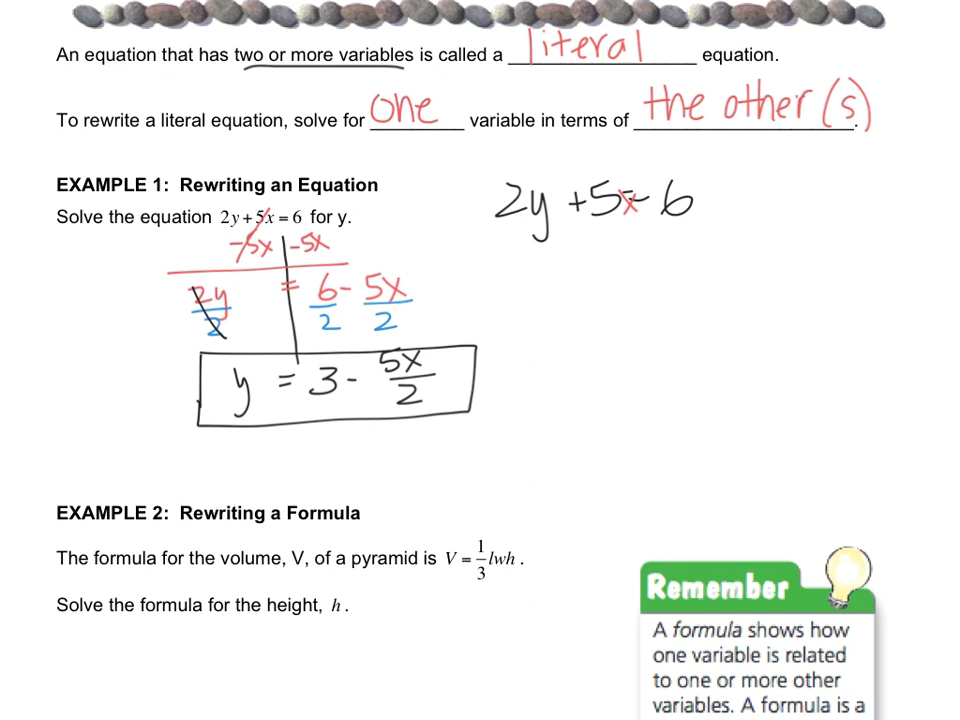 An equation that has two or more variables is called a literal equation.
To rewrite a literal equation, solve for one variable in terms of the other(s).
EXAMPLE 1: Rewriting an Equation
2y + 5x = 6
Solve the equation 2y + 5x = 6 for y.
-5x -5x
2y/2 = 6/2 - 5x/2
y = 3 - 5x/2
EXAMPLE 2: Rewriting a Formula
The formula for the volume, V, of a pyramid is V = 1/3 lwh .
Solve the formula for the height, h .
Remember
A formula shows how
one variable is related
to one or more other
variables. A formula is a